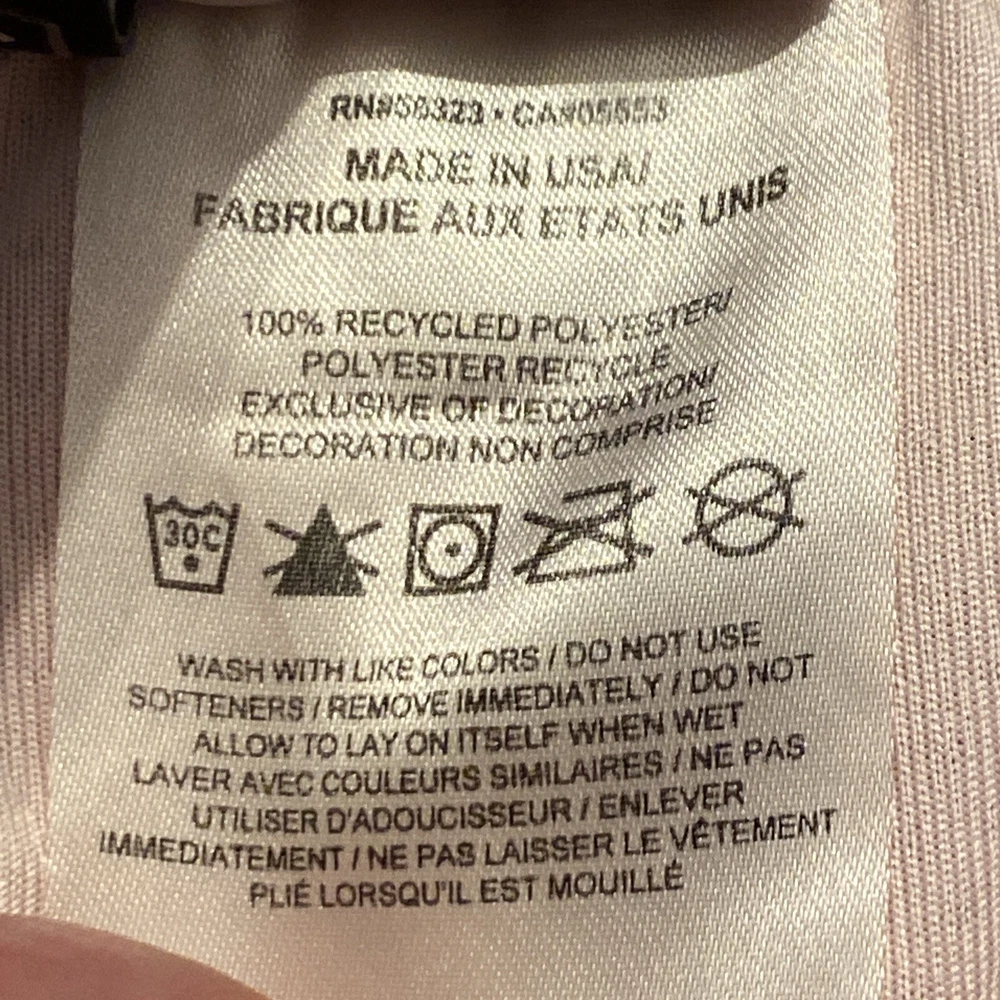 RN#56323 • CA#05553
MADE IN USA/
FABRIQUE AUX ETATS UNIS
100% RECYCLED POLYESTER/
POLYESTER RECYCLE
EXCLUSIVE OF DECORATION/
DECORATION NON COMPRISE
30C
WASH WITH LIKE COLORS / DO NOT USE
SOFTENERS / REMOVE IMMEDIATELY / DO NOT
ALLOW TO LAY ON ITSELF WHEN WET
LAVER AVEC COULEURS SIMILAIRES / NE PAS
UTILISER D'ADOUCISSEUR / ENLEVER
IMMEDIATEMENT / NE PAS LAISSER LE VÊTEMENT
PLIÉ LORSQU'IL EST MOUILLÉ